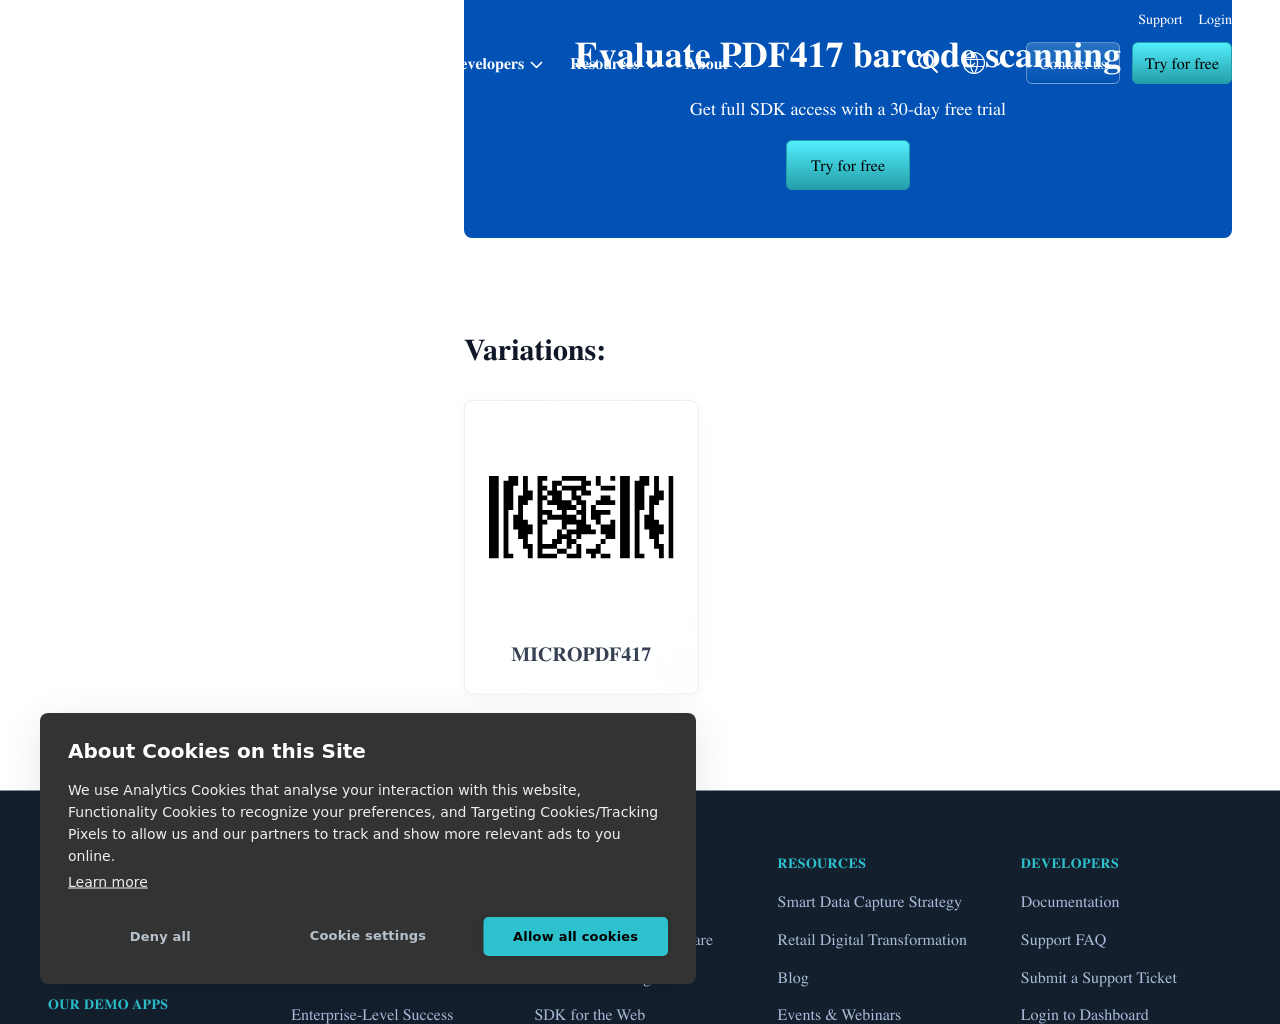 Support Login
evelopers Resources About Contact us Try for free
Evaluate PDF417 barcode scanning
Get full SDK access with a 30-day free trial
Try for free
Variations:
MICROPDF417
About Cookies on this Site
We use Analytics Cookies that analyse your interaction with this website,
Functionality Cookies to recognize your preferences, and Targeting Cookies/Tracking
Pixels to allow us and our partners to track and show more relevant ads to you
online.
Learn more
Deny all Cookie settings Allow all cookies
OUR DEMO APPS
Enterprise-Level Success
are
SDK for the Web
RESOURCES
Smart Data Capture Strategy
Retail Digital Transformation
Blog
Events & Webinars
DEVELOPERS
Documentation
Support FAQ
Submit a Support Ticket
Login to Dashboard